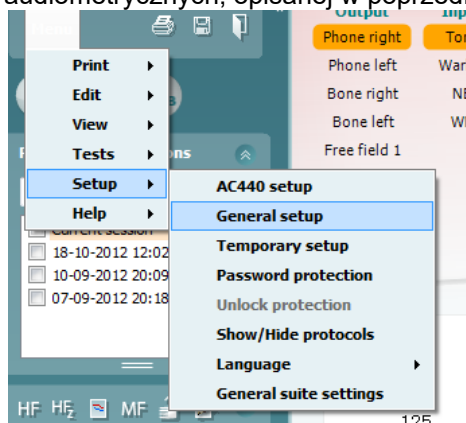 audiometrycznych, opisanej w poprzed
Output
Phone right
Phone left
Bone right
Bone left
Free field 1
Print
Edit
View
Tests
Setup
Help
AC440 setup
General setup
Temporary setup
Password protection
Unlock protection
Show/Hide protocols
Language
General suite settings
Current session
18-10-2012 12:02
10-09-2012 20:09
07-09-2012 20:18
HF HFz MF
125